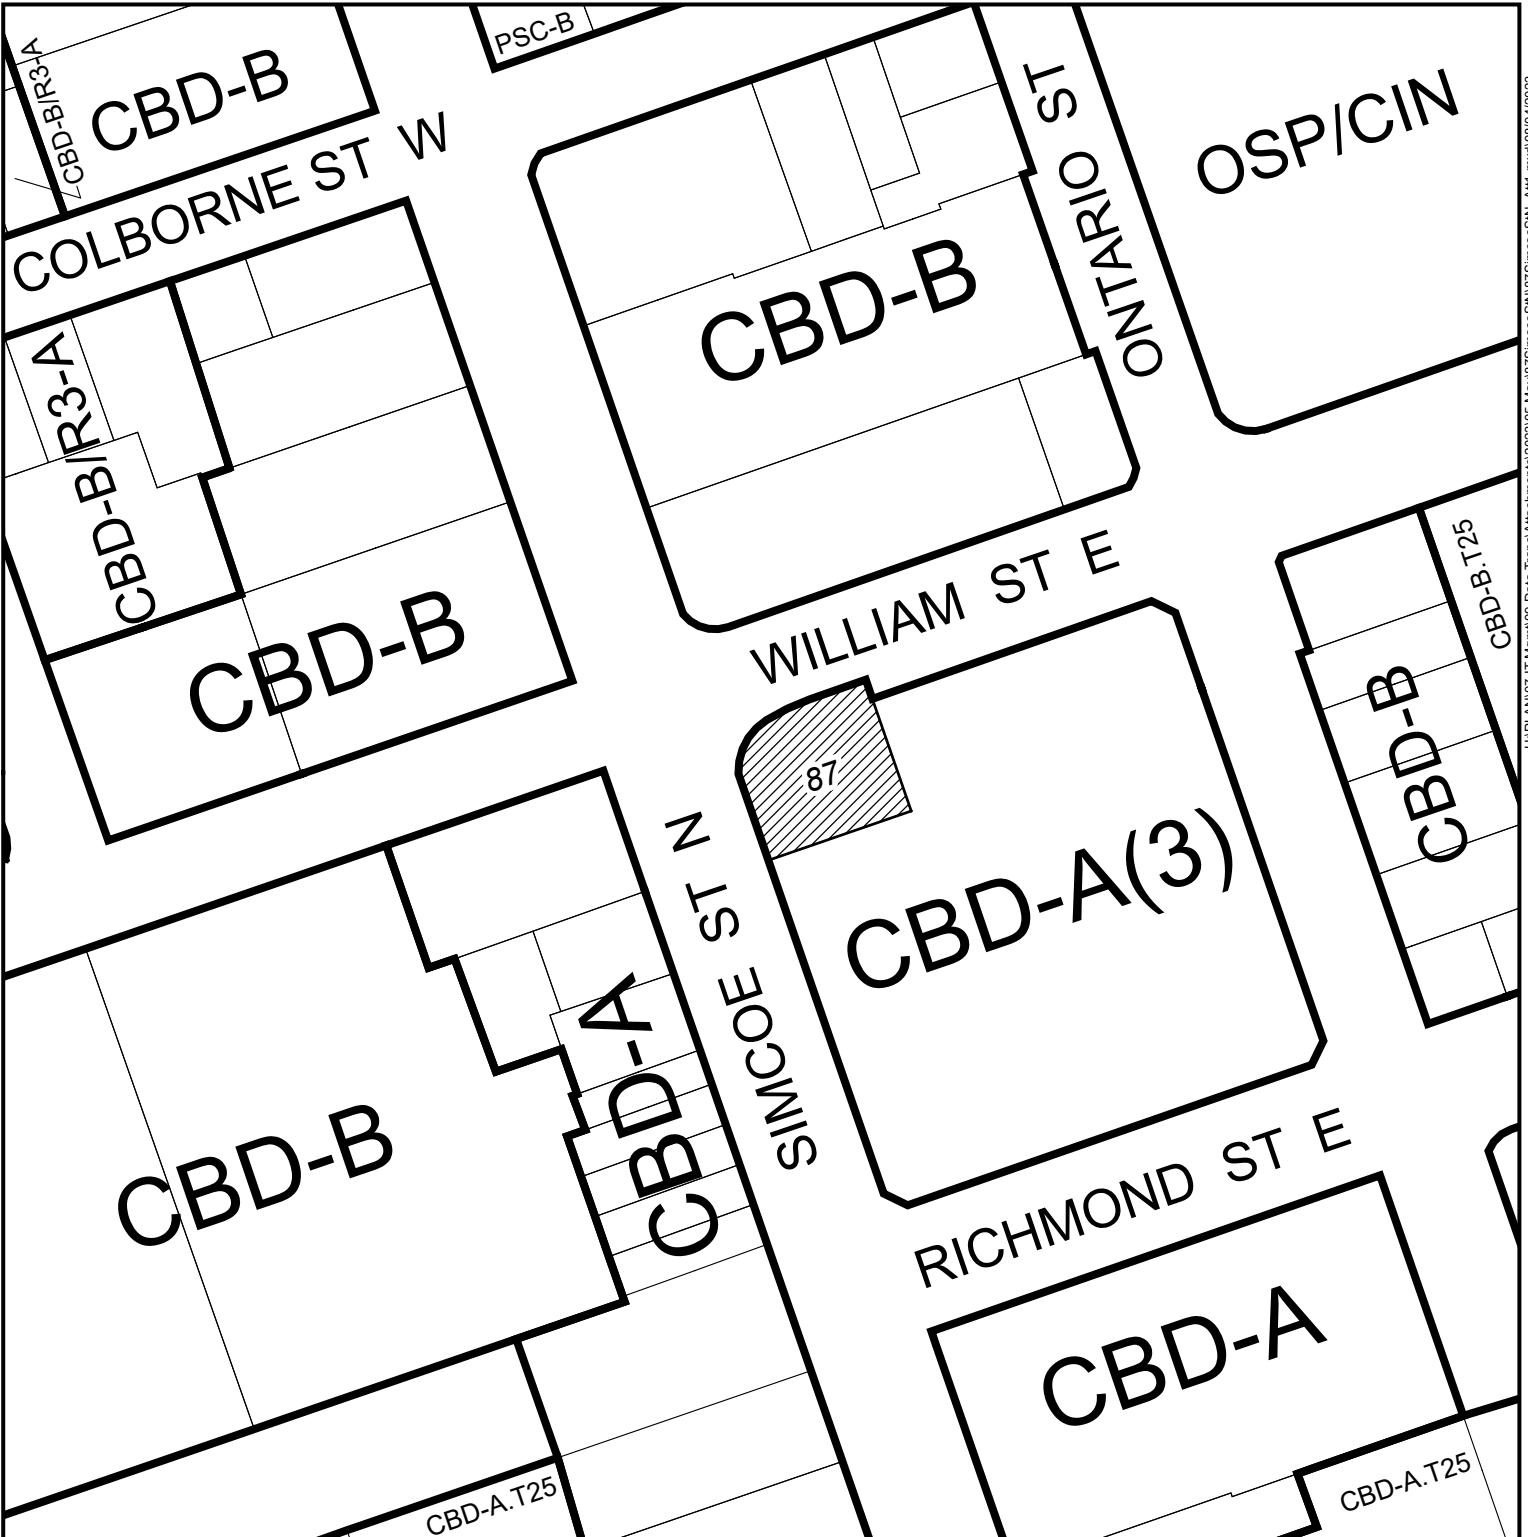 PSC-B
CBD-B/R3-A
CBD-B
COLBORNE ST W
ONTARIO ST
OSP/CIN
CBD-B
CBD-B/R3-A
CBD-B
WILLIAM ST E
CBD-B.T25
CBD-B
87
CBD-A(3)
SIMCOE ST N
CBD-A
CBD-B
RICHMOND ST E
CBD-A
CBD-A.T25
CBD-A.T25